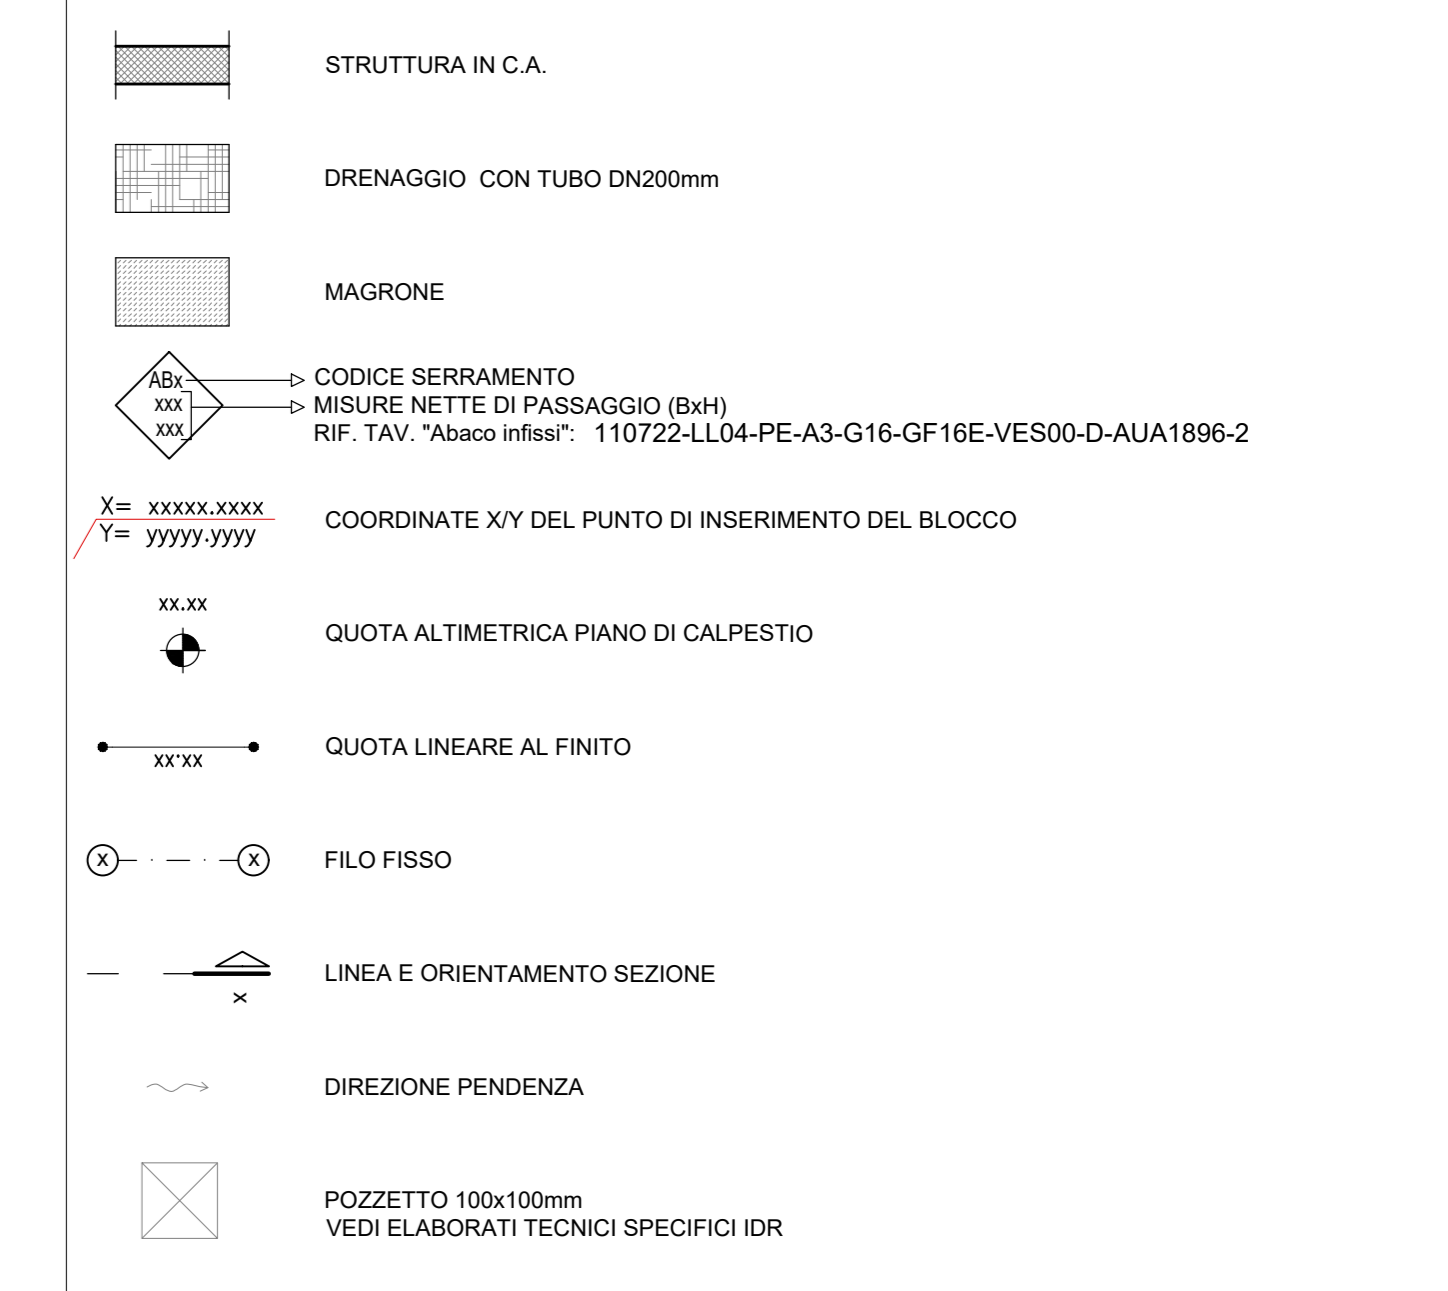 STRUTTURA IN C.A.
DRENAGGIO CON TUBO DN200mm
MAGRONE
ABx
CODICE SERRAMENTO
xxx
MISURE NETTE DI PASSAGGIO (BxH)
xxx
RIF. TAV. "Abaco infissi": 110722-LL04-PE-A3-G16-GF16E-VES00-D-AUA1896-2
X= xxxxx.xxxx
Y= yyyyy.yyyy
COORDINATE X/Y DEL PUNTO DI INSERIMENTO DEL BLOCCO
xx.xx
QUOTA ALTIMETRICA PIANO DI CALPESTIO
xx·xx
QUOTA LINEARE AL FINITO
X X
FILO FISSO
x
LINEA E ORIENTAMENTO SEZIONE
DIREZIONE PENDENZA
POZZETTO 100x100mm
VEDI ELABORATI TECNICI SPECIFICI IDR